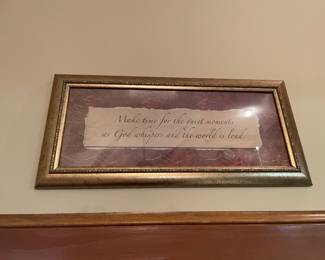 Make time for the quiet moments
as God whispers and the world is loud.